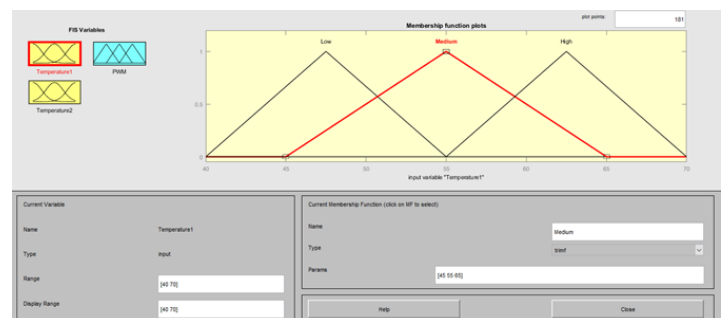 plot points:
181
FIS Variables
Membership function plots
Temperature1
PWM
Temperature2
Low
Medium
High
1
0.5
0
40
45
50
55
60
65
70
input variable "Temperature1"
Current Variable
Name
Temperature1
Type
input
Range
[40 70]
Display Range
[40 70]
Current Membership Function (click on MF to select)
Name
Medium
Type
trimf
Params
[45 55 65]
Help
Close